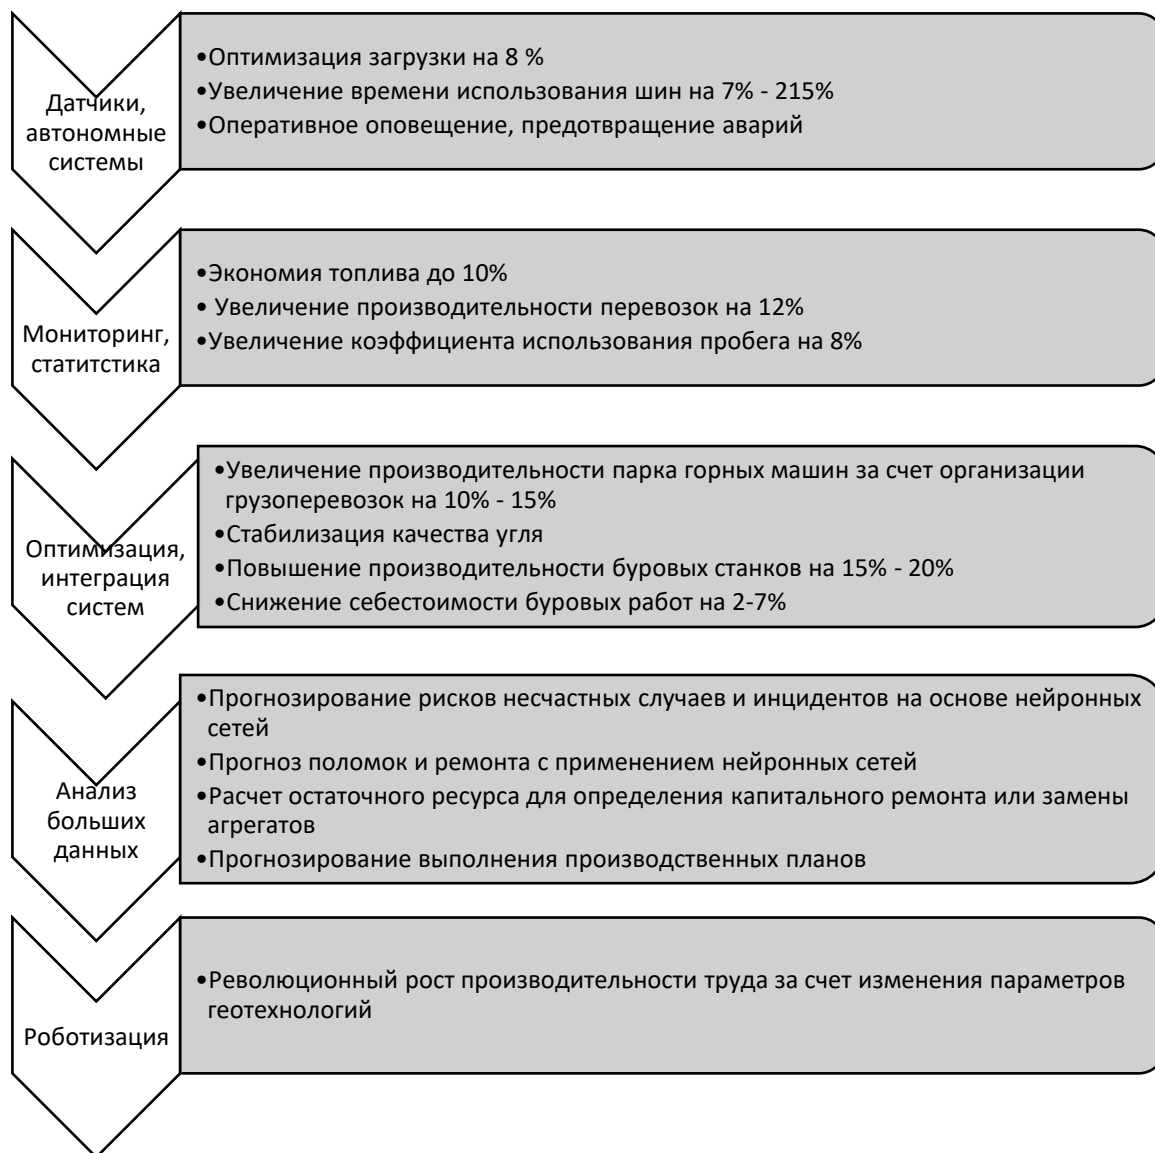 Датчики,
автономные
системы
•Оптимизация загрузки на 8 %
•Увеличение времени использования шин на 7% - 215%
•Оперативное оповещение, предотвращение аварий
Мониторинг,
статитстика
•Экономия топлива до 10%
• Увеличение производительности перевозок на 12%
•Увеличение коэффициента использования пробега на 8%
Оптимизация,
интеграция
систем
•Увеличение производительности парка горных машин за счет организации
грузоперевозок на 10% - 15%
•Стабилизация качества угля
•Повышение производительности буровых станков на 15% - 20%
•Снижение себестоимости буровых работ на 2-7%
Анализ
больших
данных
•Прогнозирование рисков несчастных случаев и инцидентов на основе нейронных
сетей
•Прогноз поломок и ремонта с применением нейронных сетей
•Расчет остаточного ресурса для определения капитального ремонта или замены
агрегатов
•Прогнозирование выполнения производственных планов
Роботизация
•Революционный рост производительности труда за счет изменения параметров
геотехнологий